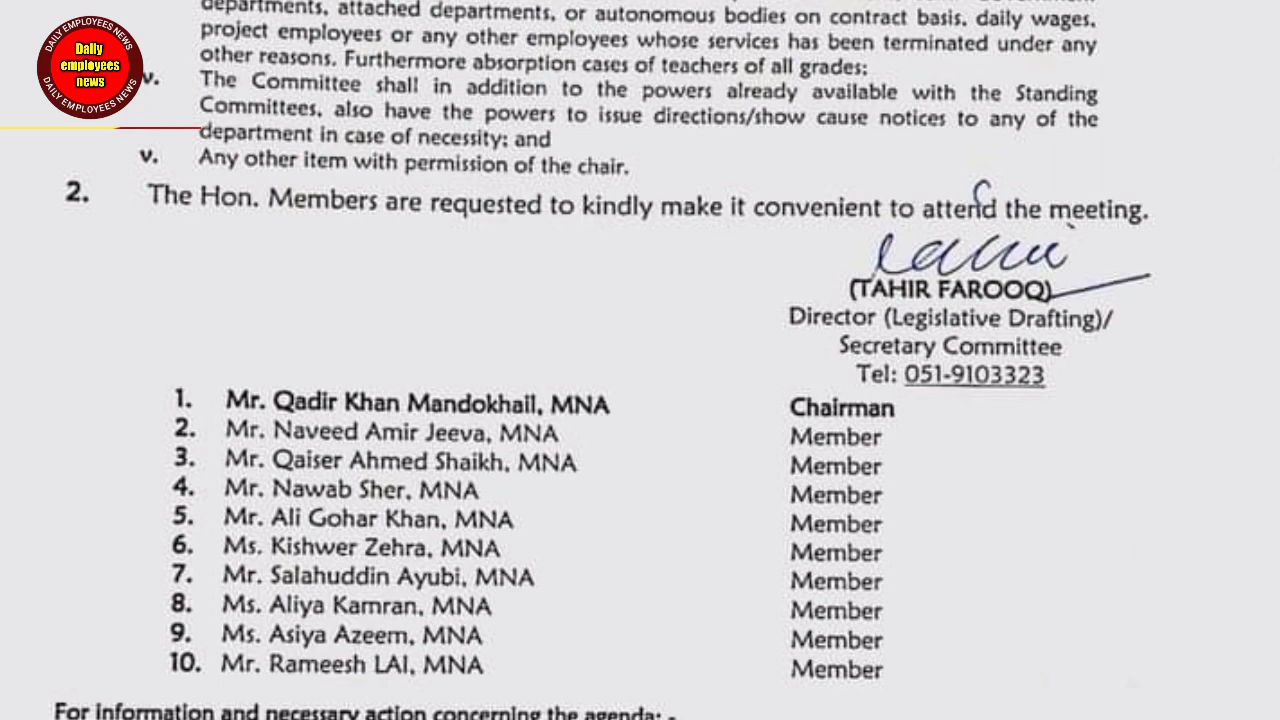 DAILY EMPLOYEES NEWS
Daily
employees
news
DAILY EMPLOYEES NEWS
departments, attached departments, or autonomous bodies on contract basis, daily wages,
project employees or any other employees whose services has been terminated under any
other reasons. Furthermore absorption cases of teachers of all grades;
v. The Committee shall in addition to the powers already available with the Standing
Committees, also have the powers to issue directions/show cause notices to any of the
department in case of necessity; and
v. Any other item with permission of the chair.
2. The Hon. Members are requested to kindly make it convenient to attend the meeting.
(TAHIR FAROOQ)
Director (Legislative Drafting)/
Secretary Committee
Tel: 051-9103323
1. Mr. Qadir Khan Mandokhail, MNA Chairman
2. Mr. Naveed Amir Jeeva, MNA Member
3. Mr. Qaiser Ahmed Shaikh, MNA Member
4. Mr. Nawab Sher, MNA Member
5. Mr. Ali Gohar Khan, MNA Member
6. Ms. Kishwer Zehra, MNA Member
7. Mr. Salahuddin Ayubi, MNA Member
8. Ms. Aliya Kamran, MNA Member
9. Ms. Asiya Azeem, MNA Member
10. Mr. Rameesh LAl, MNA Member
For information and necessary action concerning the agenda: -